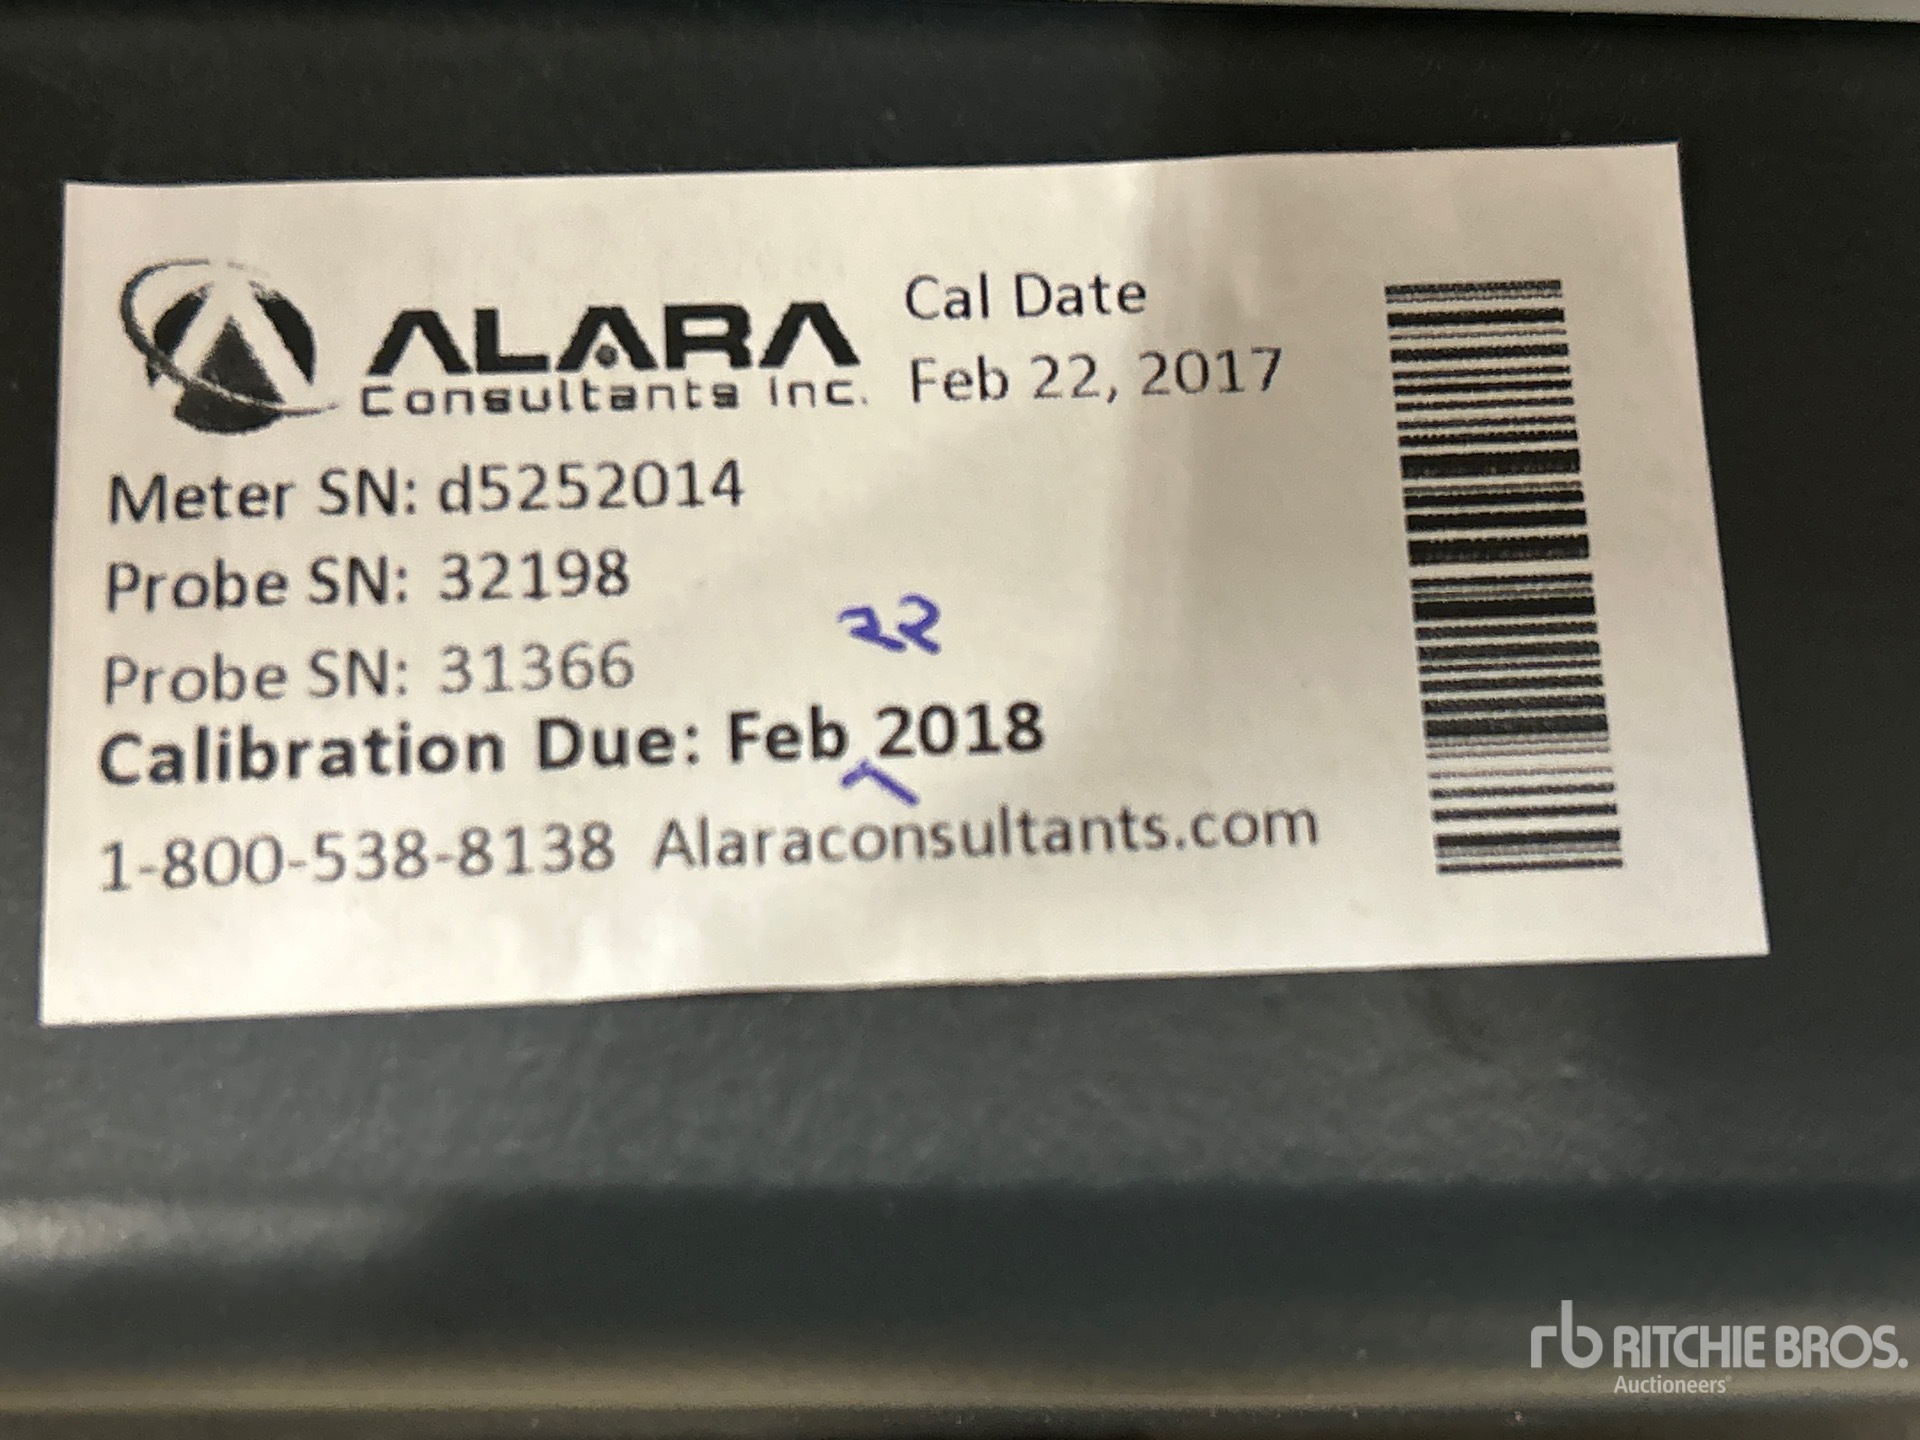 ALARA
Consultants Inc.
Cal Date
Feb 22, 2017
Meter SN: d5252014
Probe SN: 32198
Probe SN: 31366
22
Calibration Due: Feb 2018
1-800-538-8138 Alaraconsultants.com
rb RITCHIE BROS.
Auctioneers